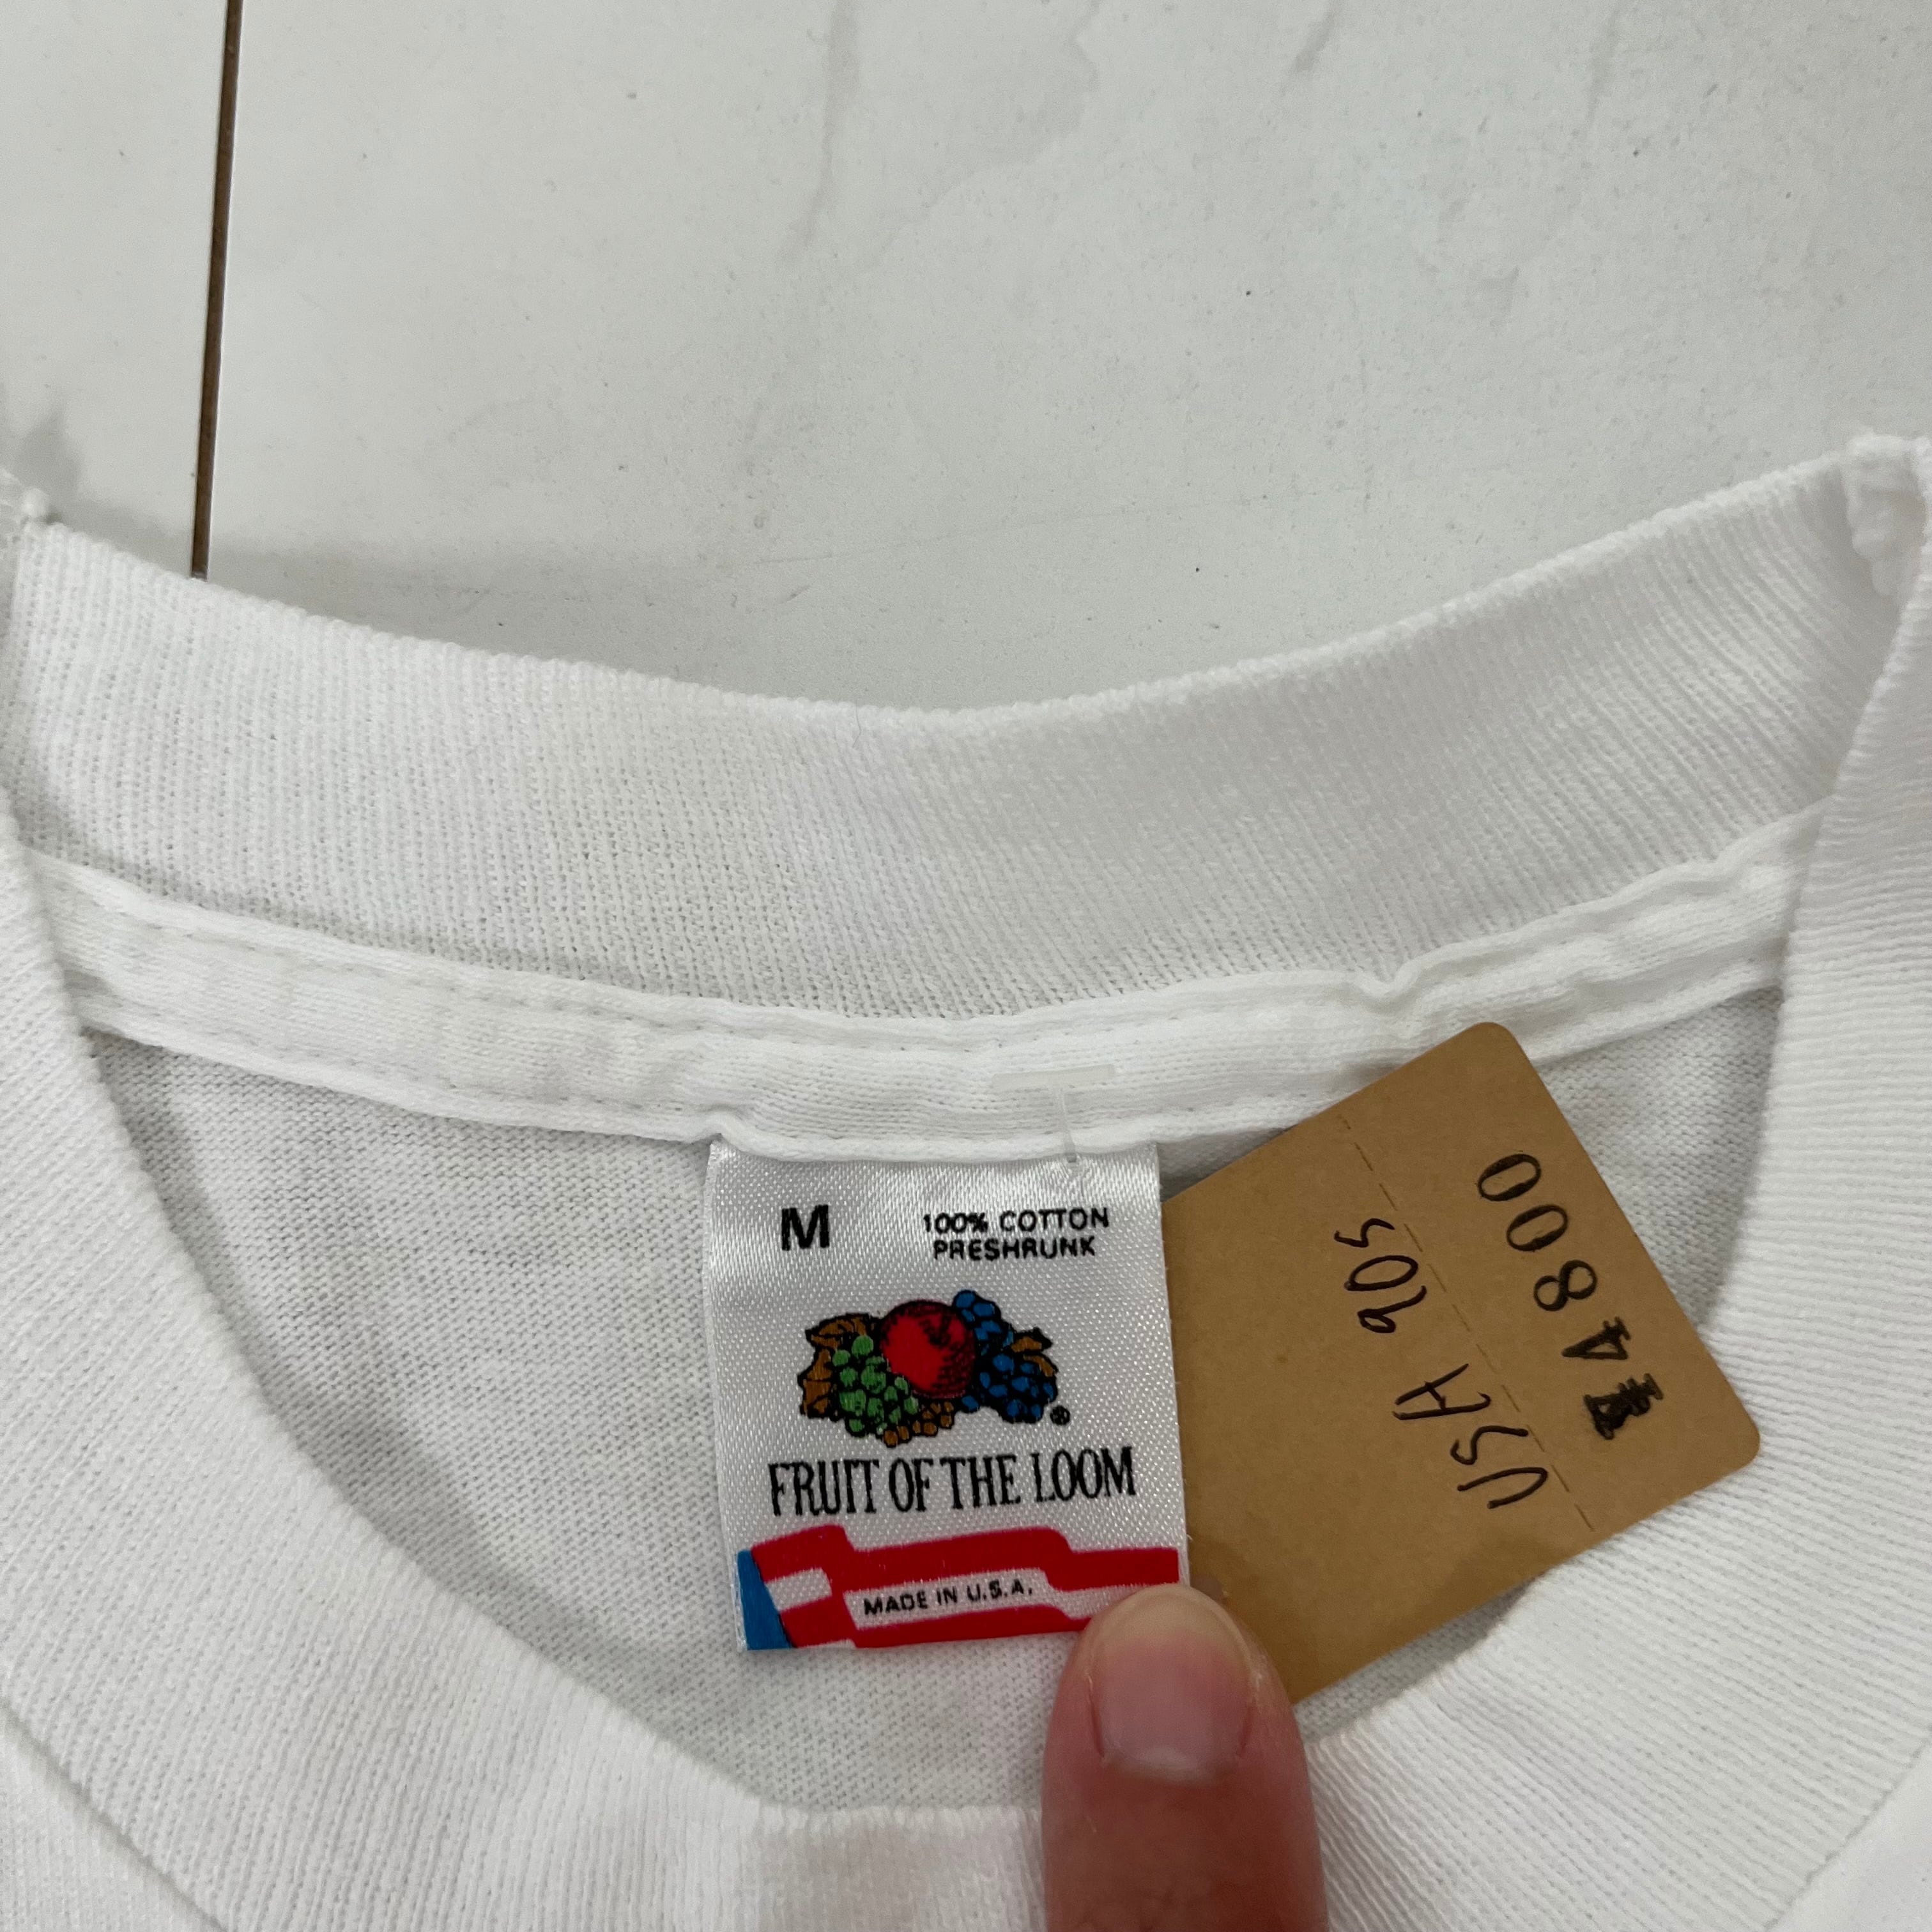 M
100% COTTON
PRESHRUNK
®
FRUIT OF THE LOOM
MADE IN U.S.A.
¥4800
USA 90s